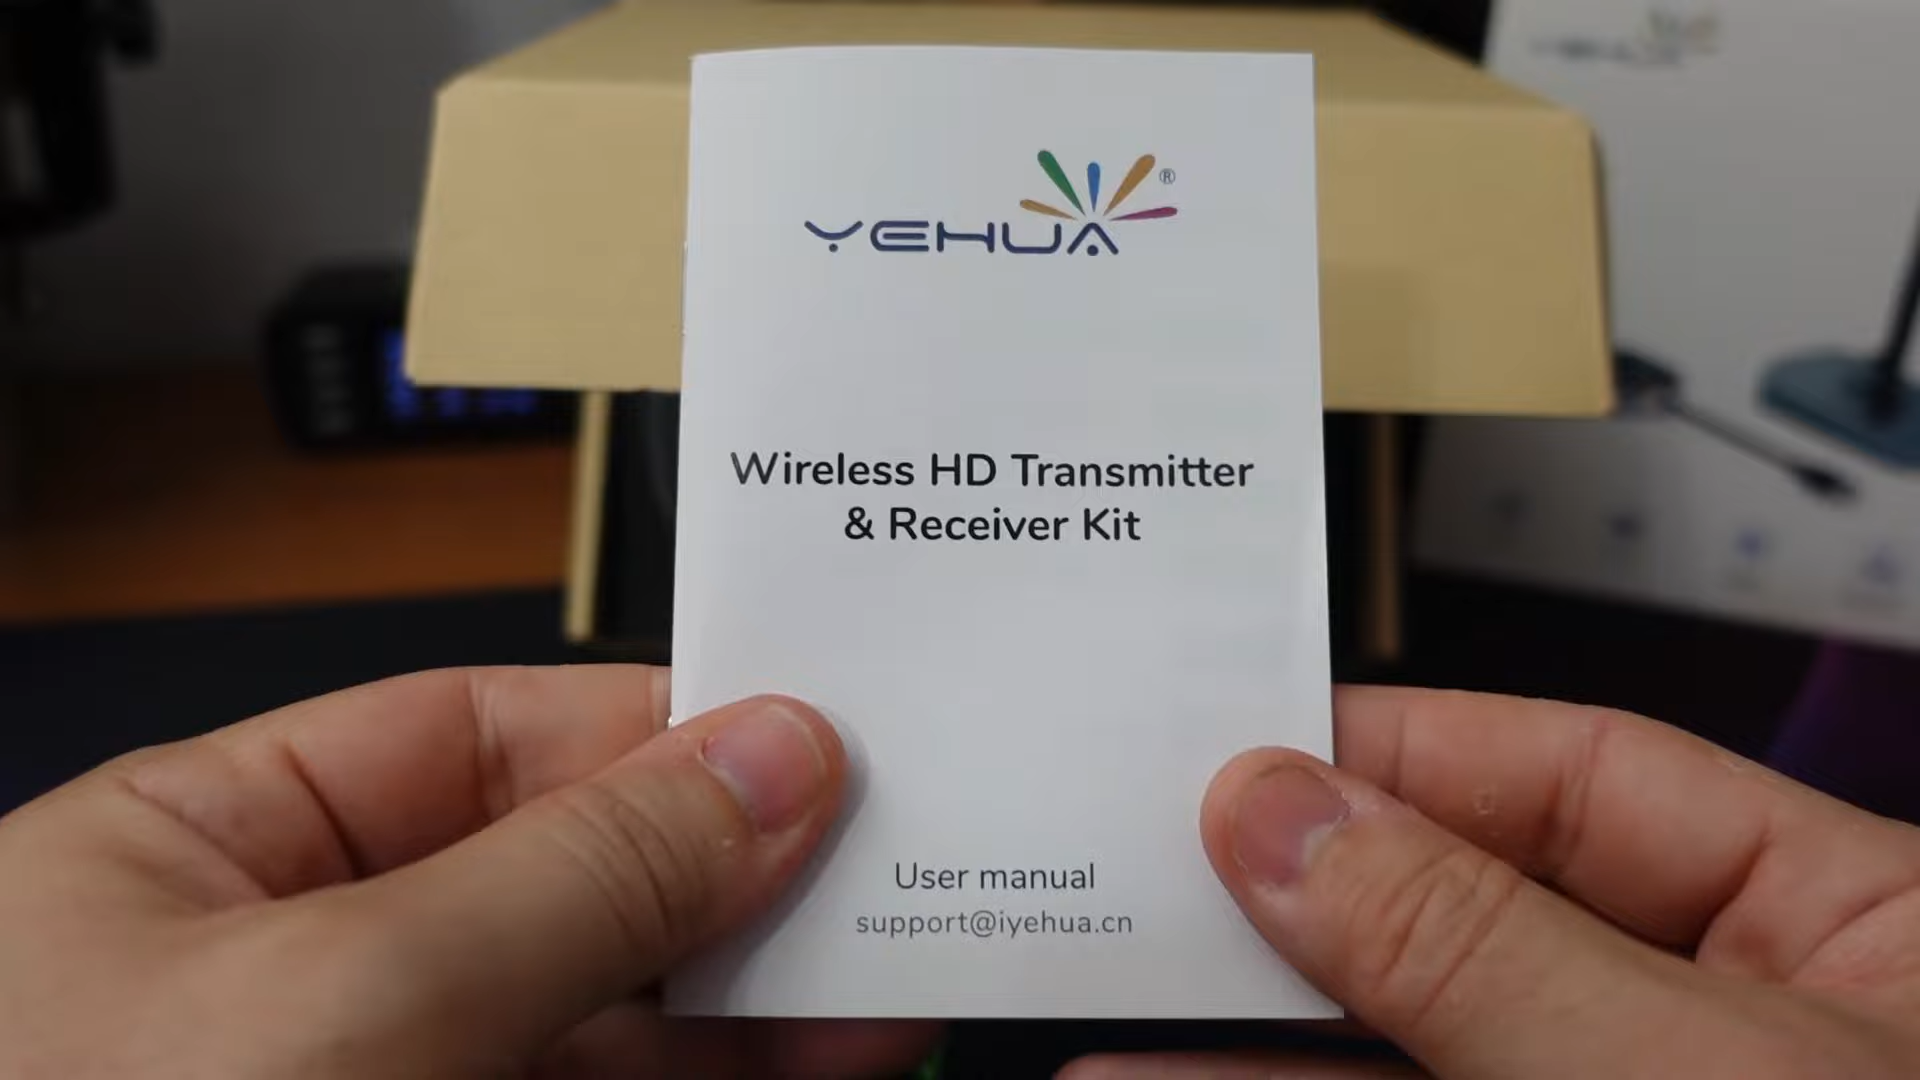 YEHUA®
Wireless HD Transmitter
& Receiver Kit
User manual
support@iyehua.cn